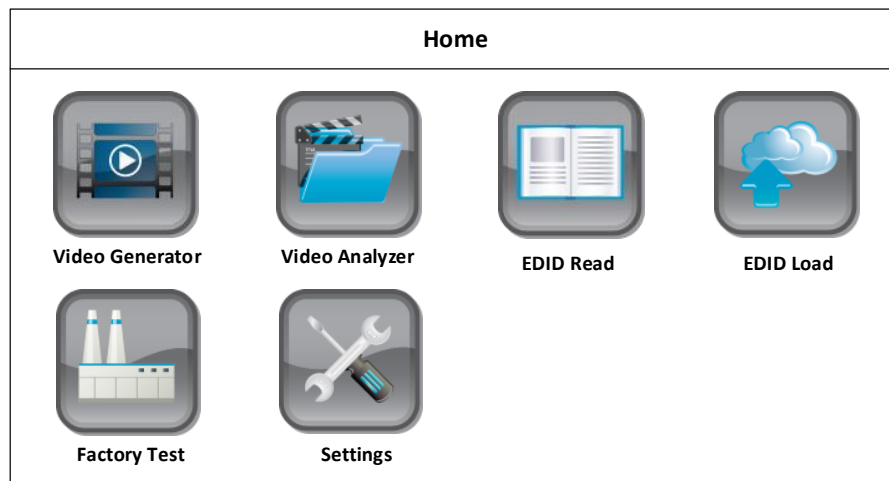 Home
Video Generator
Video Analyzer
EDID Read
EDID Load
Factory Test
Settings